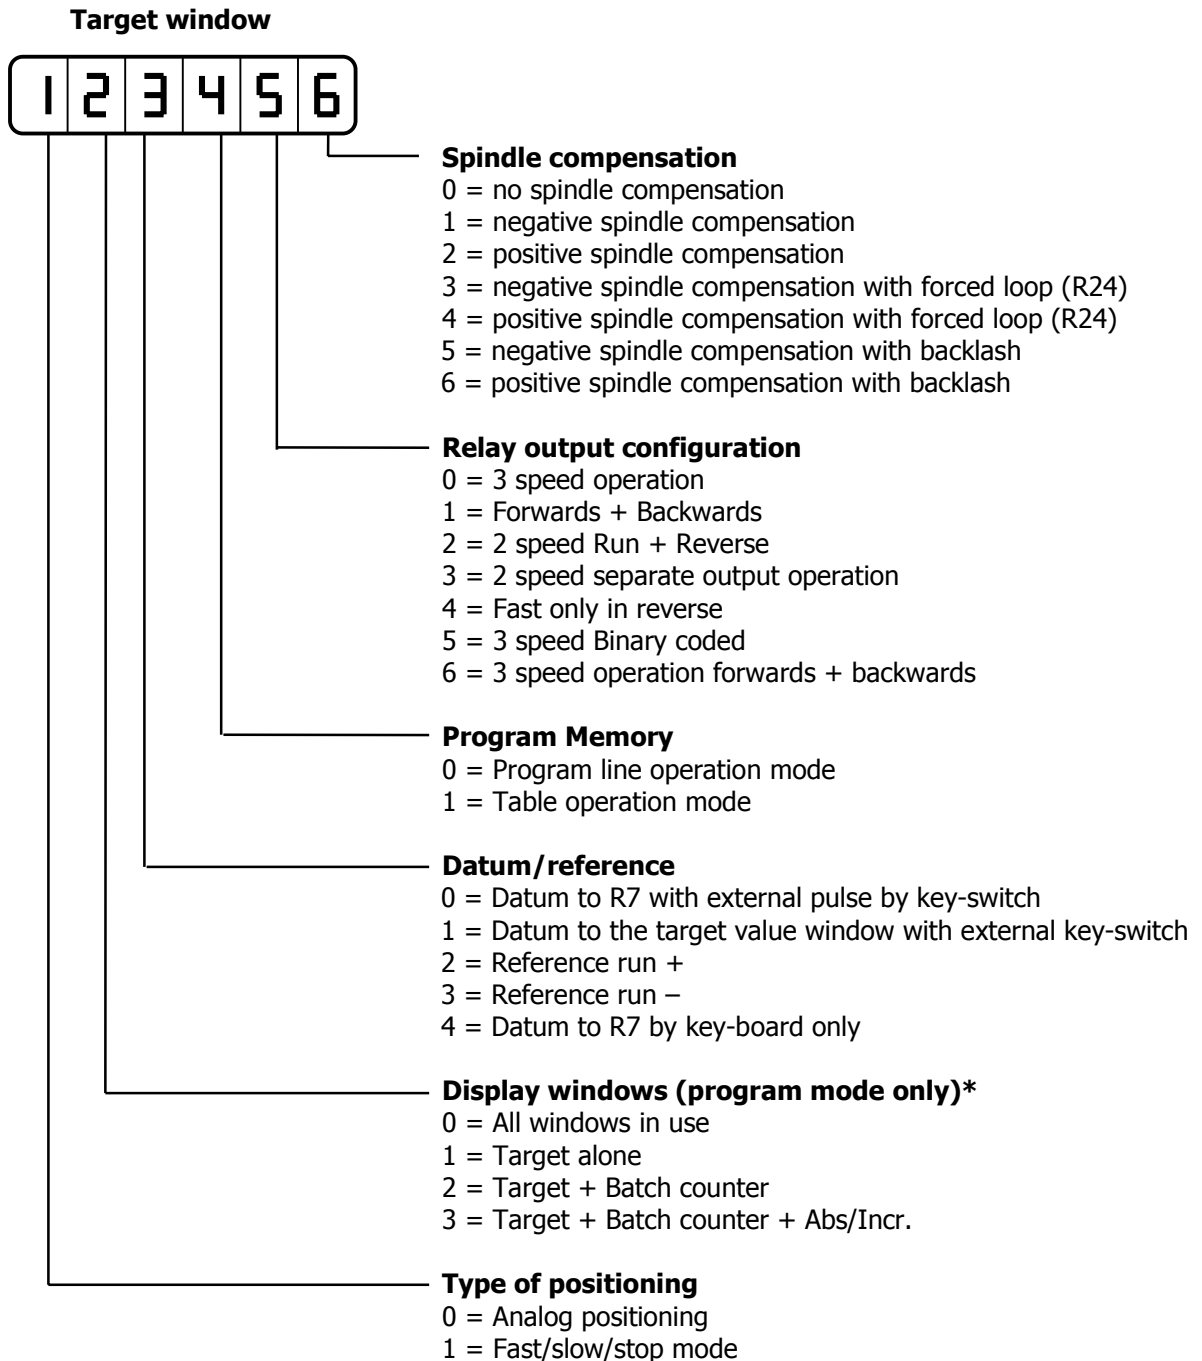 Target window
1 2 3 4 5 6
Spindle compensation
0 = no spindle compensation
1 = negative spindle compensation
2 = positive spindle compensation
3 = negative spindle compensation with forced loop (R24)
4 = positive spindle compensation with forced loop (R24)
5 = negative spindle compensation with backlash
6 = positive spindle compensation with backlash
Relay output configuration
0 = 3 speed operation
1 = Forwards + Backwards
2 = 2 speed Run + Reverse
3 = 2 speed separate output operation
4 = Fast only in reverse
5 = 3 speed Binary coded
6 = 3 speed operation forwards + backwards
Program Memory
0 = Program line operation mode
1 = Table operation mode
Datum/reference
0 = Datum to R7 with external pulse by key-switch
1 = Datum to the target value window with external key-switch
2 = Reference run +
3 = Reference run –
4 = Datum to R7 by key-board only
Display windows (program mode only)*
0 = All windows in use
1 = Target alone
2 = Target + Batch counter
3 = Target + Batch counter + Abs/Incr.
Type of positioning
0 = Analog positioning
1 = Fast/slow/stop mode